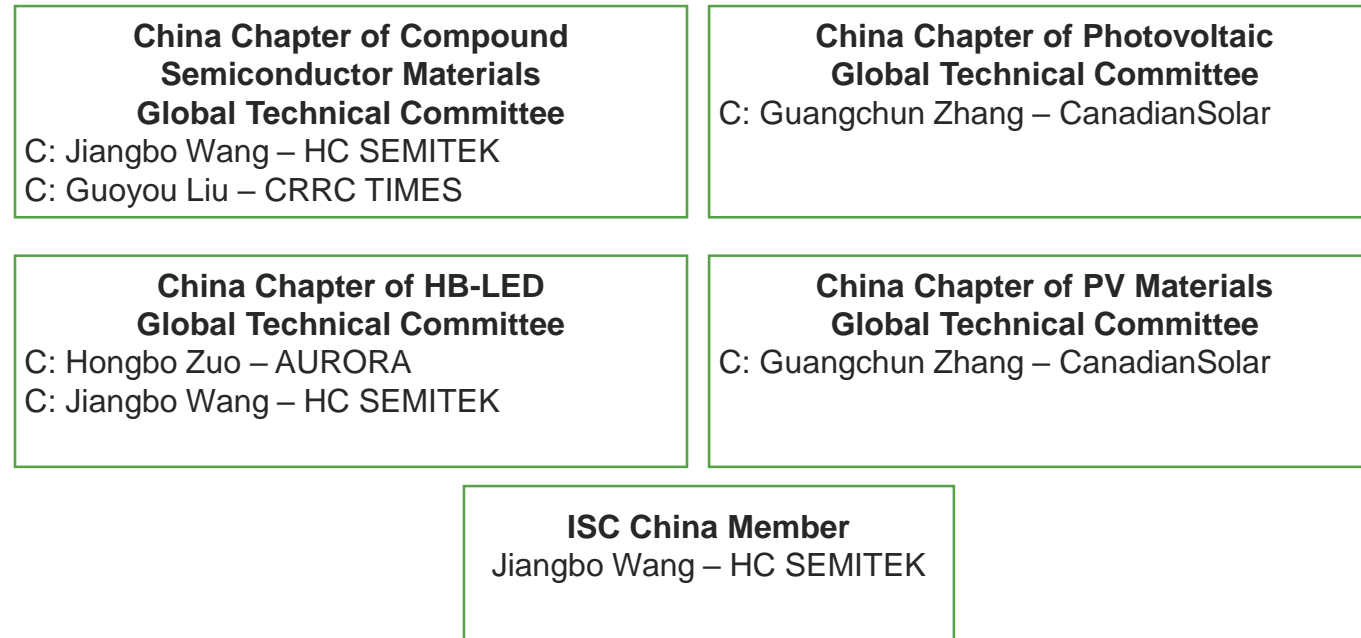 China Chapter of Compound
Semiconductor Materials
Global Technical Committee
C: Jiangbo Wang – HC SEMITEK
C: Guoyou Liu – CRRC TIMES
China Chapter of Photovoltaic
Global Technical Committee
C: Guangchun Zhang – CanadianSolar
China Chapter of HB-LED
Global Technical Committee
C: Hongbo Zuo – AURORA
C: Jiangbo Wang – HC SEMITEK
China Chapter of PV Materials
Global Technical Committee
C: Guangchun Zhang – CanadianSolar
ISC China Member
Jiangbo Wang – HC SEMITEK